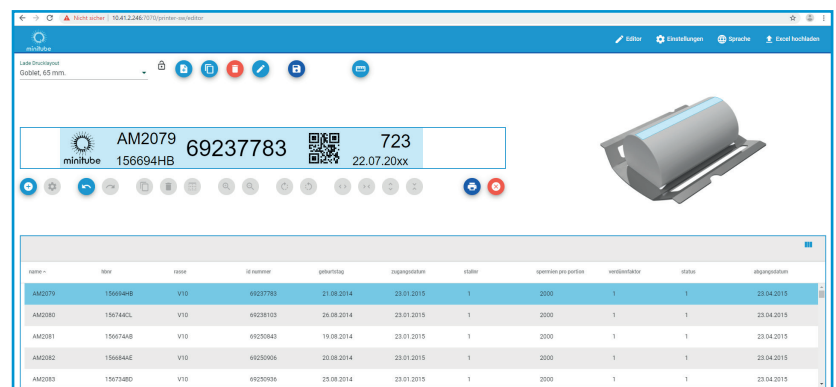 Nicht sicher | 10.41.2.246:7070/printer-sw/editor
minitube
Editor Einstellungen Sprache Excel hochladen
Lade Drucklayout
Goblet, 65 mm.
minitube
AM2079
156694HB
69237783
723
22.07.20xx
name hbnr rasse id nummer geburtstag zugangsdatum staller spermien pro portion verdünnfaktor status abgangsdatum
AM2079 156694HB V10 69237783 21.08.2014 23.01.2015 1 2000 1 1 23.04.2015
AM2080 156744CL V10 69238103 26.08.2014 23.01.2015 1 2000 1 1 23.04.2015
AM2081 156674AB V10 69250843 19.08.2014 23.01.2015 1 2000 1 1 23.04.2015
AM2082 156684AE V10 69250906 20.08.2014 23.01.2015 1 2000 1 1 23.04.2015
AM2083 156734BD V10 69250936 25.08.2014 23.01.2015 1 2000 1 1 23.04.2015